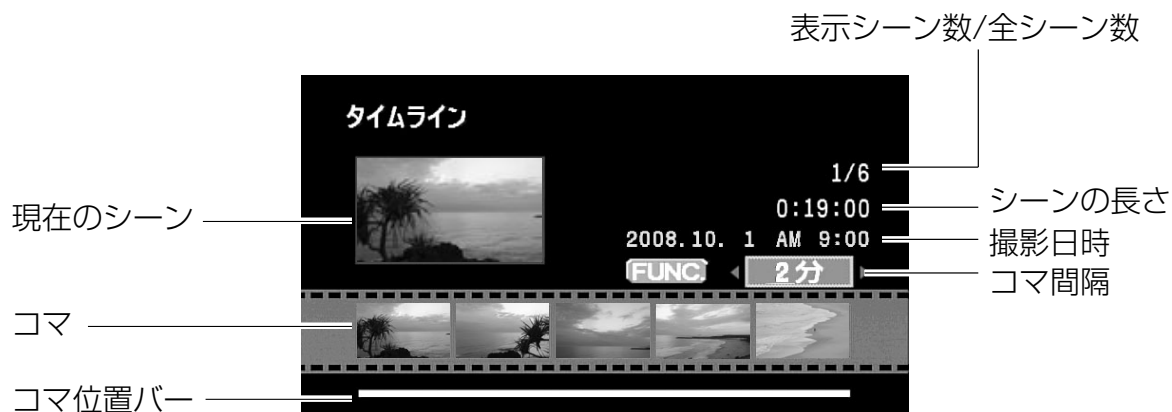 表示シーン数/全シーン数
タイムライン
1/6
現在のシーン
0:19:00
シーンの長さ
2008.10. 1 AM 9:00
撮影日時
FUNC. 2分
コマ間隔
コマ
コマ位置バー